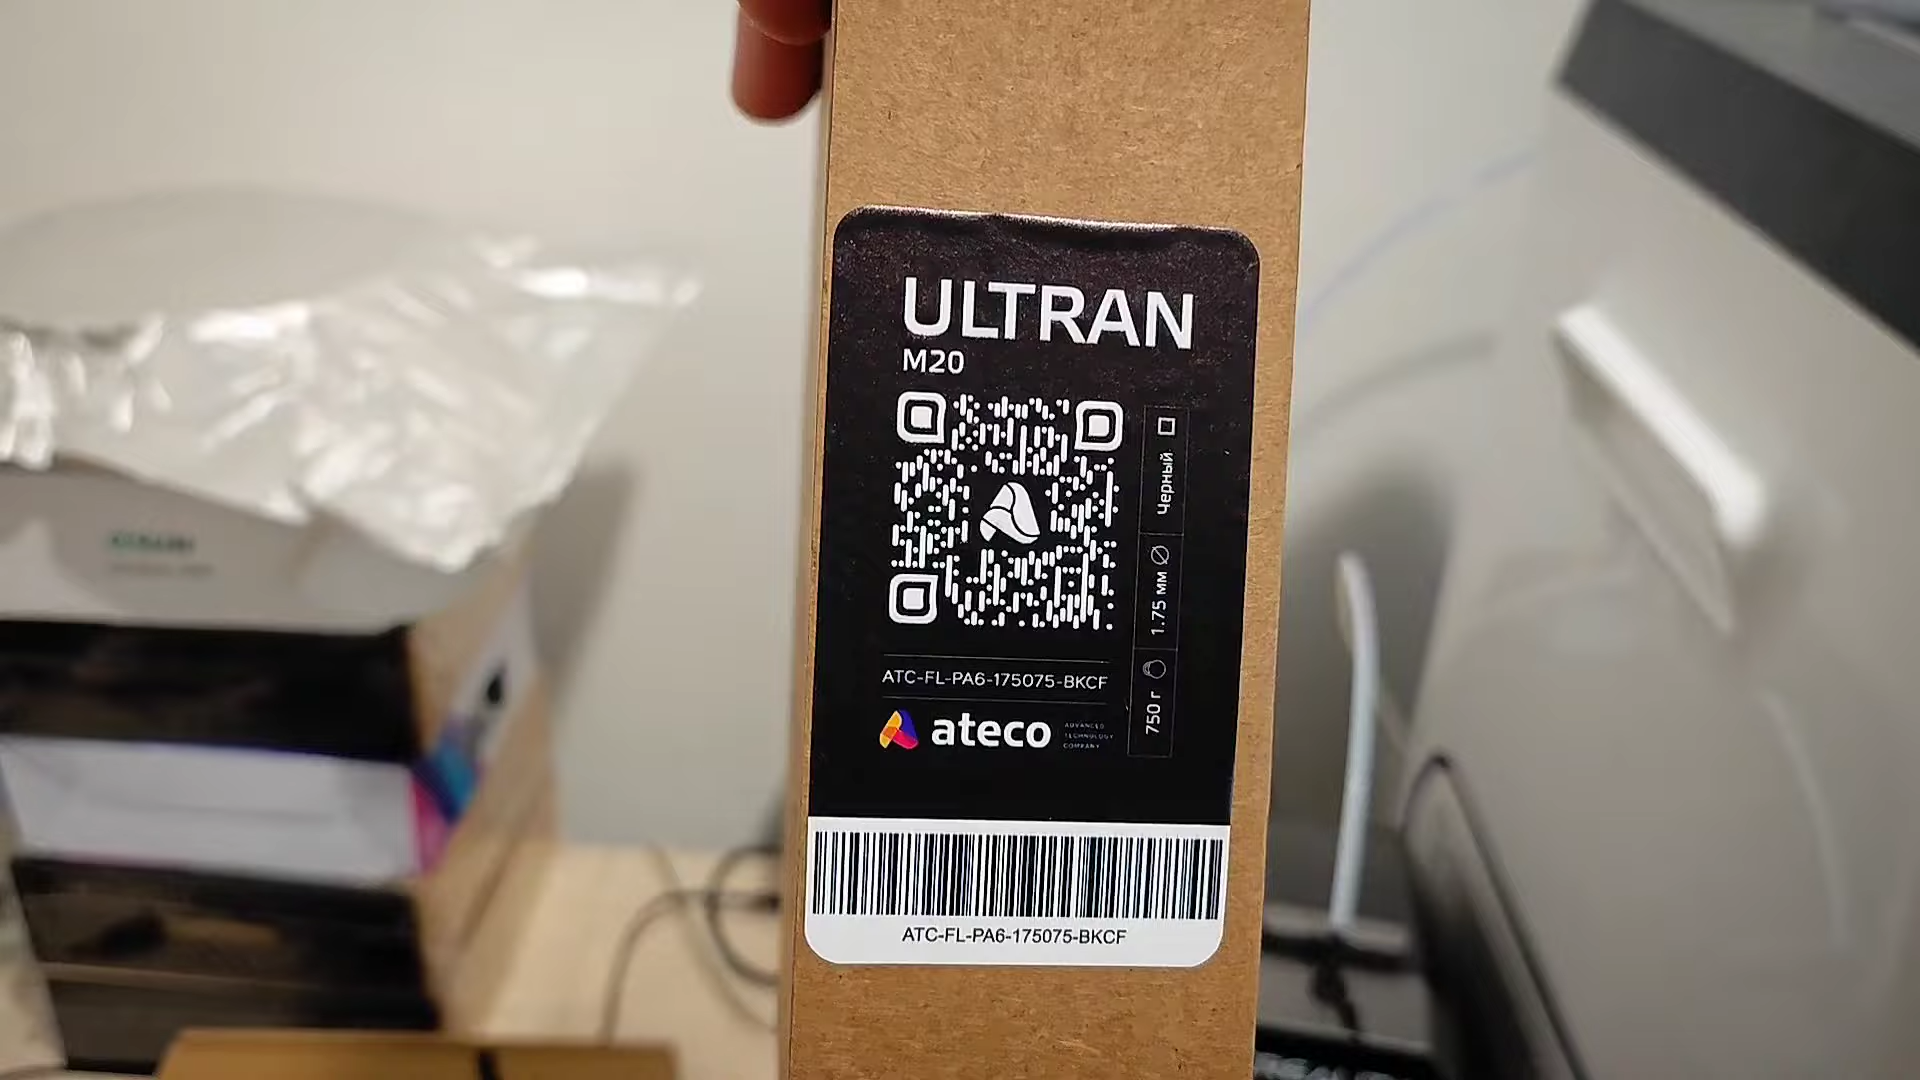 ULTRAN
M20
Черный
1.75 мм
750 г
ATC-FL-PA6-175075-BKCF
ateco
ADVANCED
TECHNOLOGY
COMPANY
ATC-FL-PA6-175075-BKCF